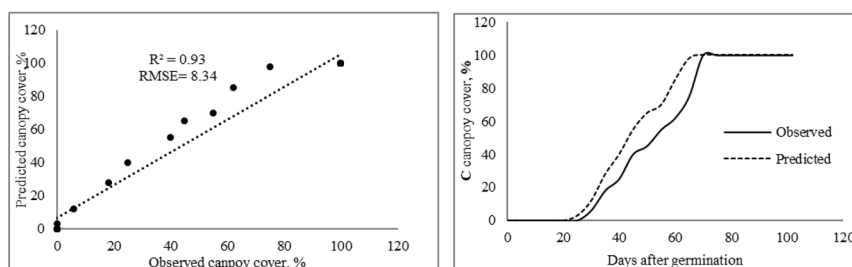 120
100
80
60
40
20
0
Predicted canopy cover, %
R² = 0.93
RMSE= 8.34
0 20 40 60 80 100 120
Observed canpoy cover, %
120
100
80
60
40
20
0
C canopoy cover, %
Observed
Predicted
0 20 40 60 80 100 120
Days after germination